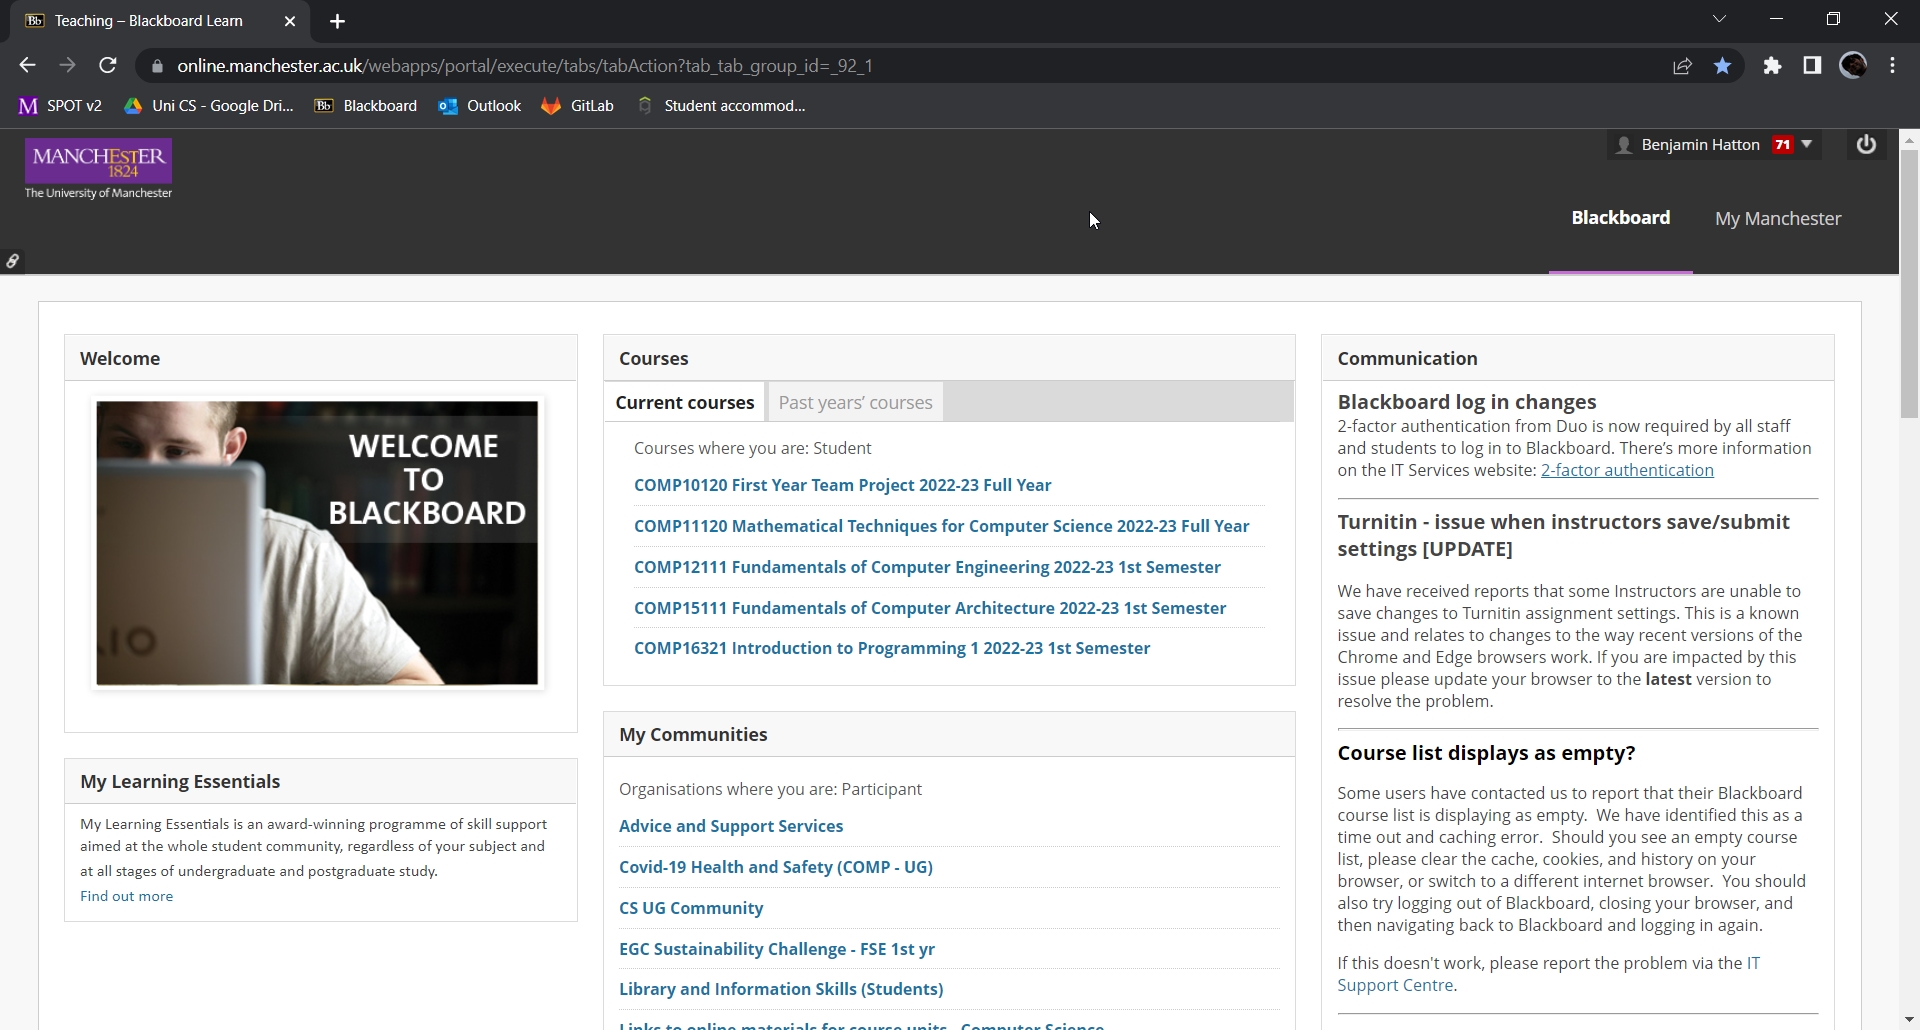 Teaching – Blackboard Learn
online.manchester.ac.uk/webapps/portal/execute/tabs/tabAction?tab_tab_group_id=_92_1
SPOT v2
Uni CS - Google Dri...
Bb
Blackboard
Outlook
GitLab
Student accommod...
MANCHESTER
1824
The University of Manchester
Benjamin Hatton 71
Blackboard
My Manchester
Welcome
WELCOME
TO
BLACKBOARD
My Learning Essentials
My Learning Essentials is an award-winning programme of skill support
aimed at the whole student community, regardless of your subject and
at all stages of undergraduate and postgraduate study.
Find out more
Courses
Current courses
Past years' courses
Courses where you are: Student
COMP10120 First Year Team Project 2022-23 Full Year
COMP11120 Mathematical Techniques for Computer Science 2022-23 Full Year
COMP12111 Fundamentals of Computer Engineering 2022-23 1st Semester
COMP15111 Fundamentals of Computer Architecture 2022-23 1st Semester
COMP16321 Introduction to Programming 1 2022-23 1st Semester
My Communities
Organisations where you are: Participant
Advice and Support Services
Covid-19 Health and Safety (COMP - UG)
CS UG Community
EGC Sustainability Challenge - FSE 1st yr
Library and Information Skills (Students)
Links to online materials for course units - Computer Science
Communication
Blackboard log in changes
2-factor authentication from Duo is now required by all staff
and students to log in to Blackboard. There's more information
on the IT Services website: 2-factor authentication
Turnitin - issue when instructors save/submit
settings [UPDATE]
We have received reports that some Instructors are unable to
save changes to Turnitin assignment settings. This is a known
issue and relates to changes to the way recent versions of the
Chrome and Edge browsers work. If you are impacted by this
issue please update your browser to the latest version to
resolve the problem.
Course list displays as empty?
Some users have contacted us to report that their Blackboard
course list is displaying as empty. We have identified this as a
time out and caching error. Should you see an empty course
list, please clear the cache, cookies, and history on your
browser, or switch to a different internet browser. You should
also try logging out of Blackboard, closing your browser, and
then navigating back to Blackboard and logging in again.
If this doesn't work, please report the problem via the IT
Support Centre.